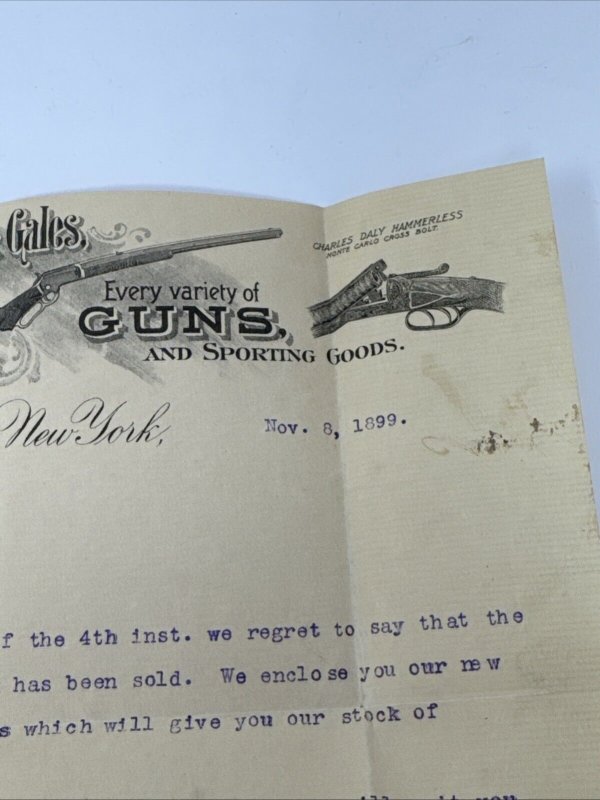 Gales,
CHARLES DALY HAMMERLESS
MONTE CARLO CROSS BOLT.
Every variety of
GUNS,
AND SPORTING GOODS.
New York,
Nov. 8, 1899.
f the 4th inst. we regret to say that the
has been sold. We enclose you our new
s which will give you our stock of
you